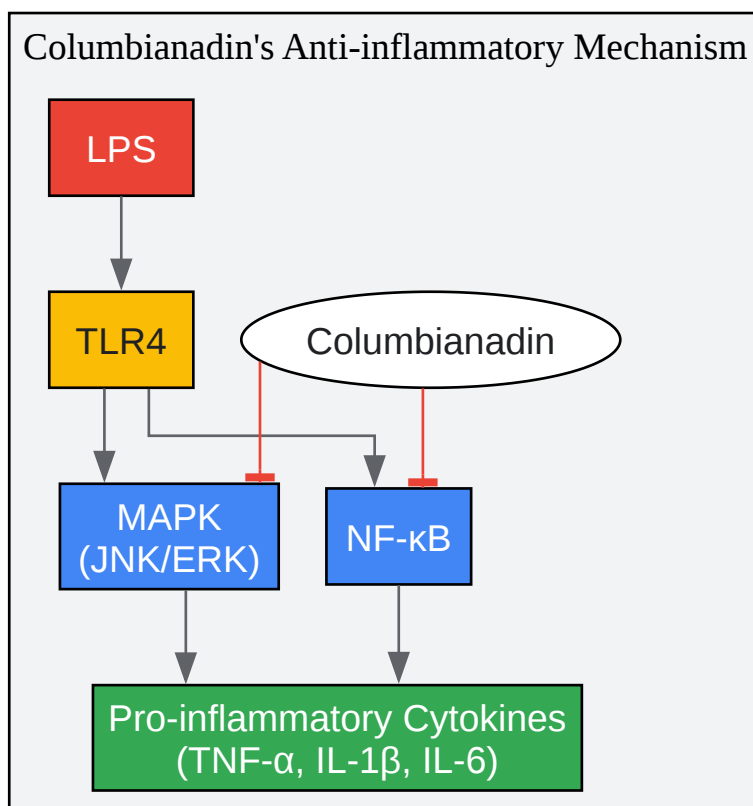 Columbianadin's Anti-inflammatory Mechanism
LPS
TLR4
Columbianadin
MAPK
(JNK/ERK)
NF-κB
Pro-inflammatory Cytokines
(TNF-α, IL-1β, IL-6)